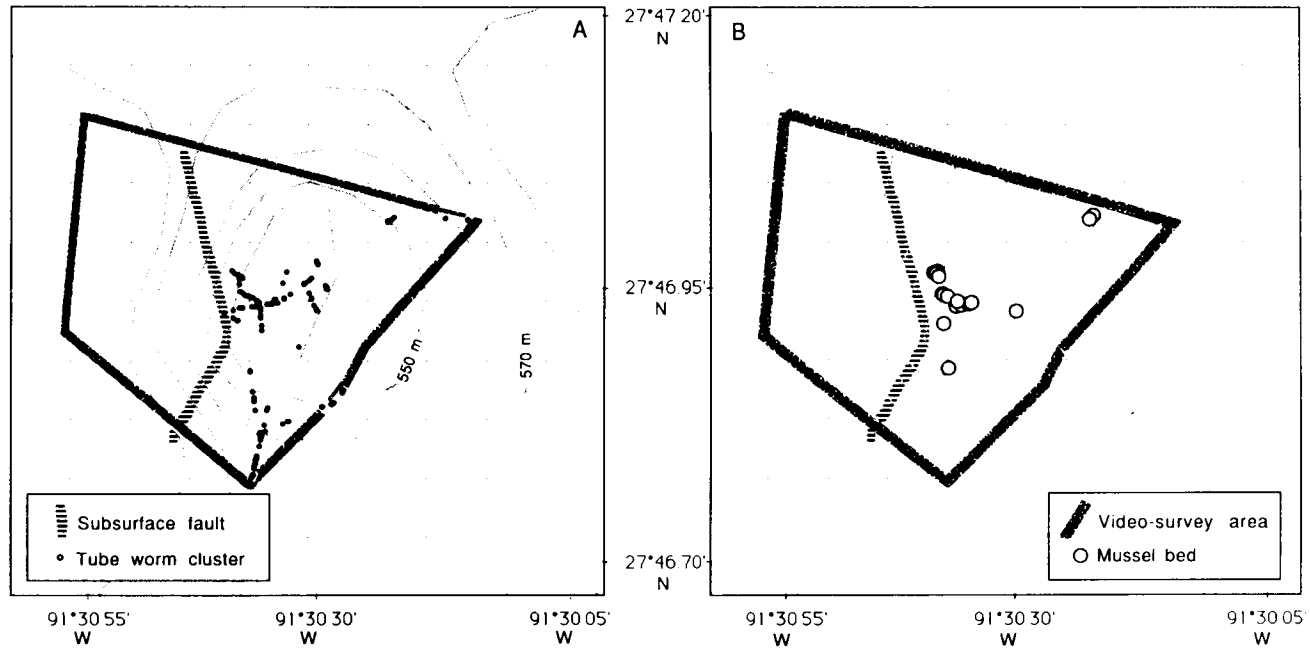 A
B
27°47 20'
N
27°46.95'
N
27°46.70'
N
550 m
570 m
Subsurface fault
Tube worm cluster
Video-survey area
Mussel bed
91°30 55'
W
91°30 30'
W
91°30 05'
W
91°30 55'
W
91°30 30'
W
91°30 05'
W